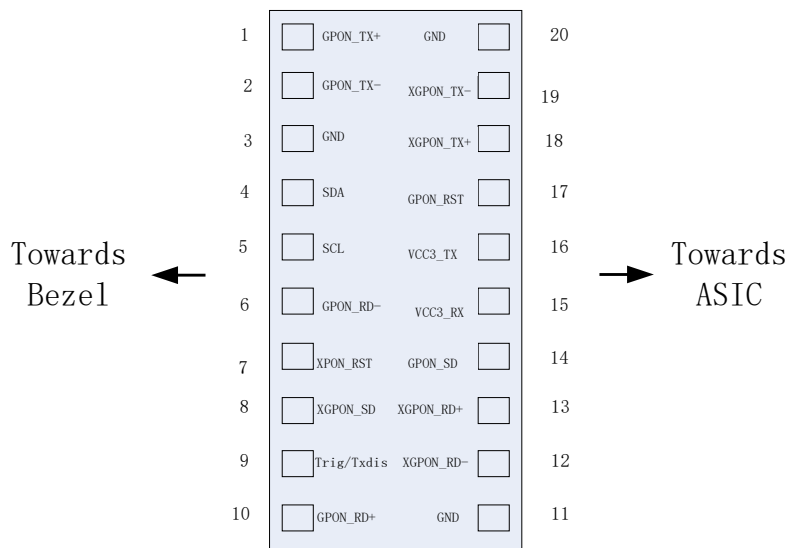 1 GPON_TX+ GND 20
2 GPON_TX- XGPON_TX- 19
3 GND XGPON_TX+ 18
4 SDA GPON_RST 17
5 SCL VCC3_TX 16
6 GPON_RD- VCC3_RX 15
7 XPON_RST GPON_SD 14
8 XGPON_SD XGPON_RD+ 13
9 Trig/Txdis XGPON_RD- 12
10 GPON_RD+ GND 11
Towards
Bezel
Towards
ASIC